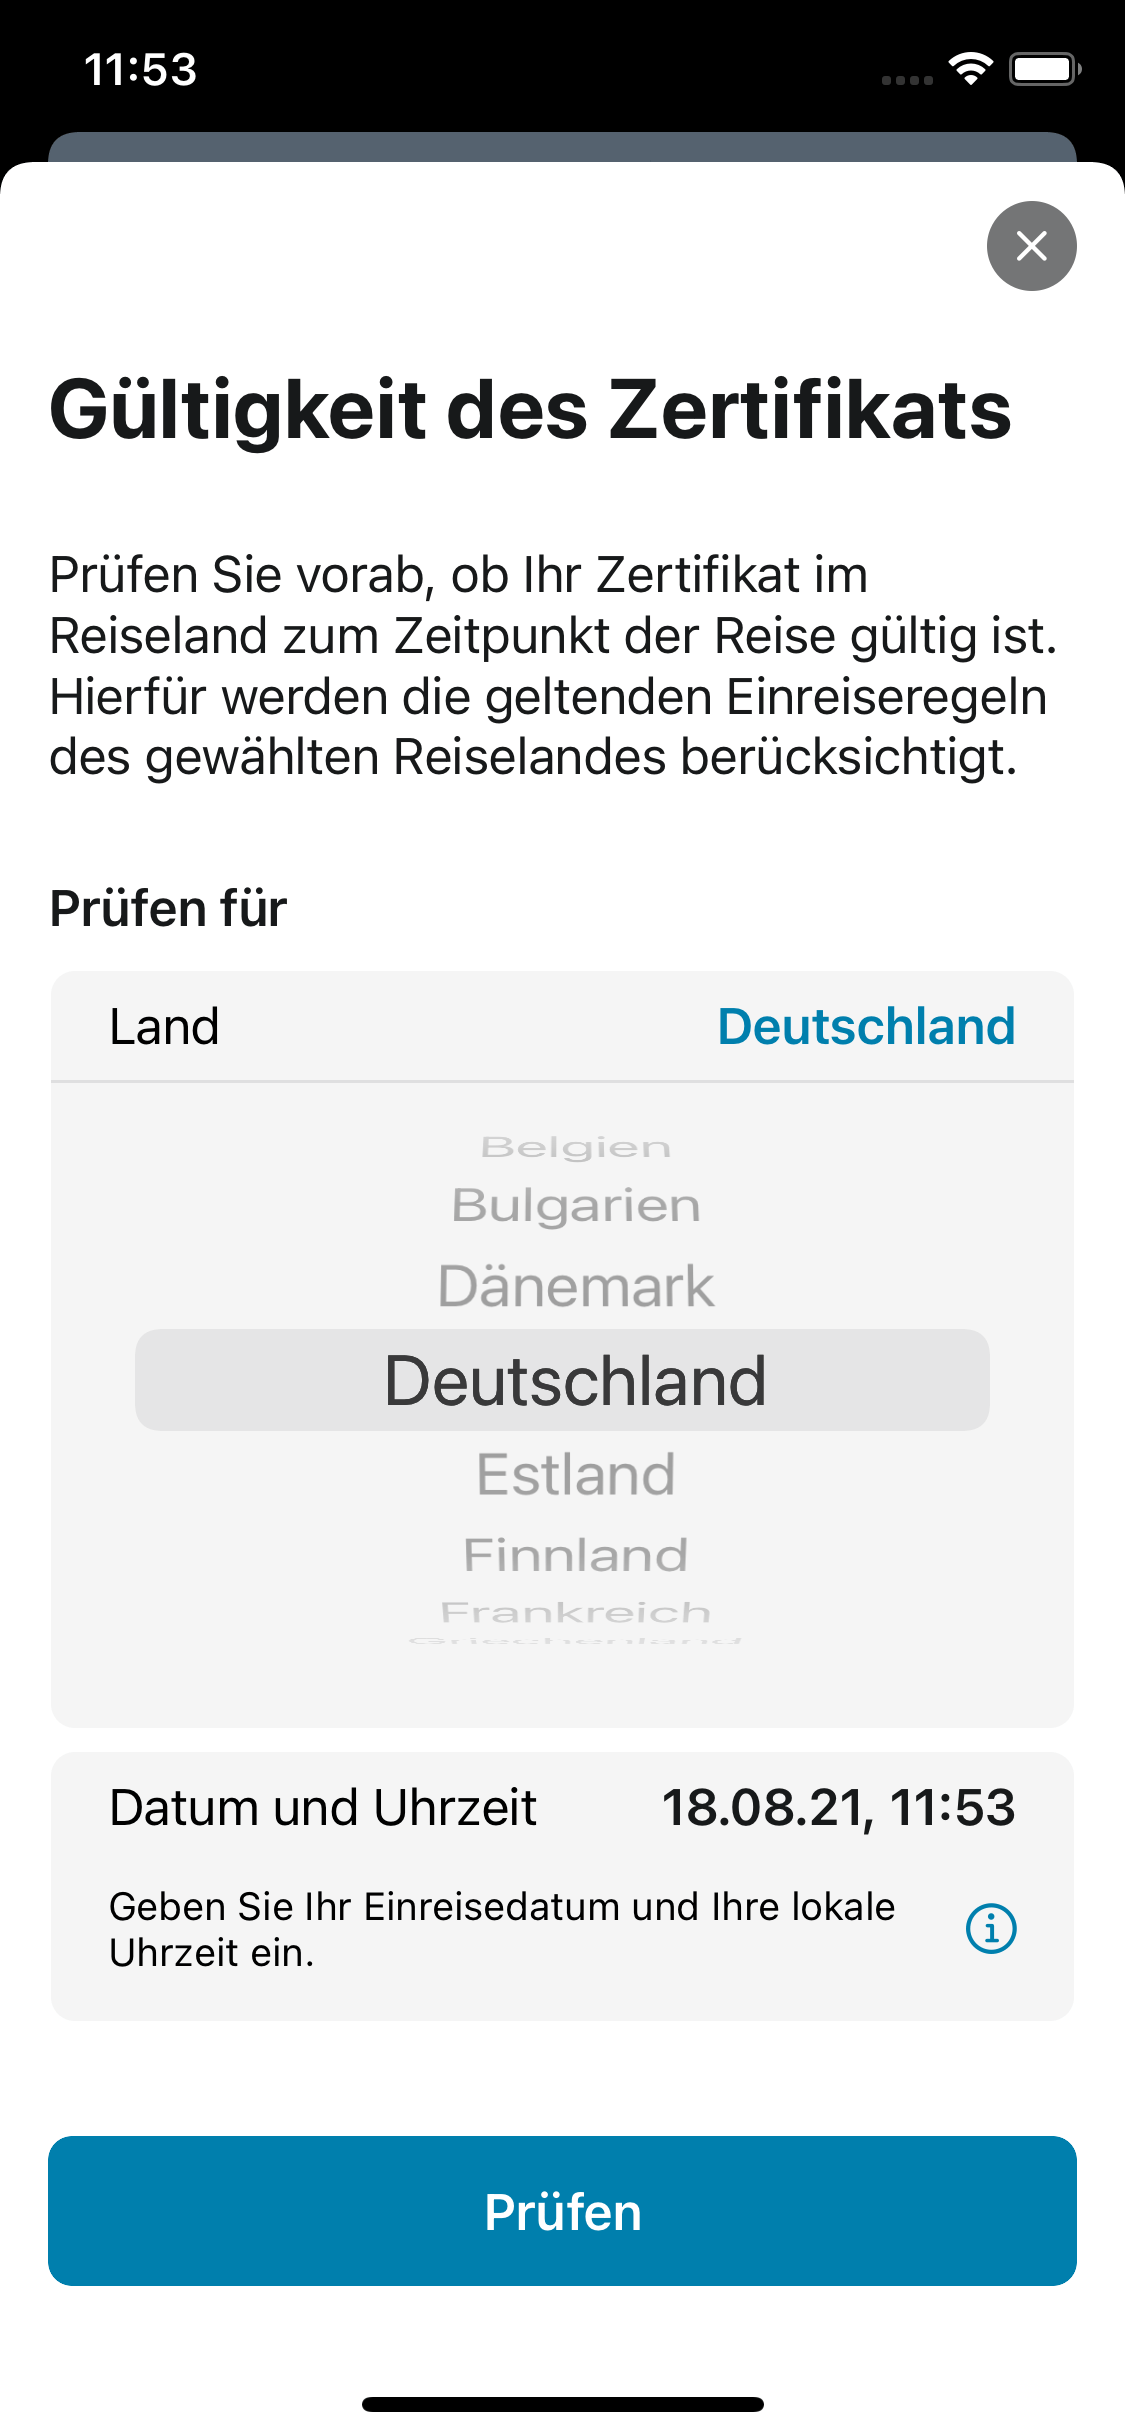 11:53
Gültigkeit des Zertifikats
Prüfen Sie vorab, ob Ihr Zertifikat im
Reiseland zum Zeitpunkt der Reise gültig ist.
Hierfür werden die geltenden Einreiseregeln
des gewählten Reiselandes berücksichtigt.
Prüfen für
Land Deutschland
Belgien
Bulgarien
Dänemark
Deutschland
Estland
Finnland
Frankreich
Griechenland
Datum und Uhrzeit 18.08.21, 11:53
Geben Sie Ihr Einreisedatum und Ihre lokale
Uhrzeit ein.
Prüfen